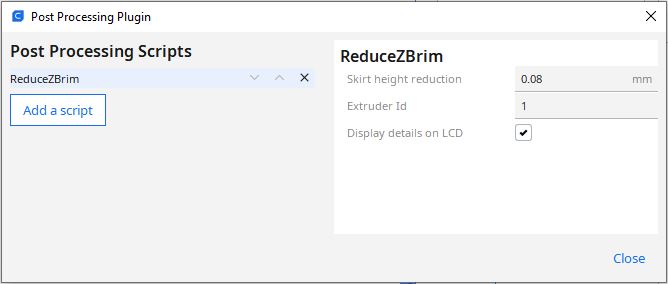 Post Processing Plugin
Post Processing Scripts
ReduceZBrim
Add a script
ReduceZBrim
Skirt height reduction 0.08 mm
Extruder Id 1
Display details on LCD
Close